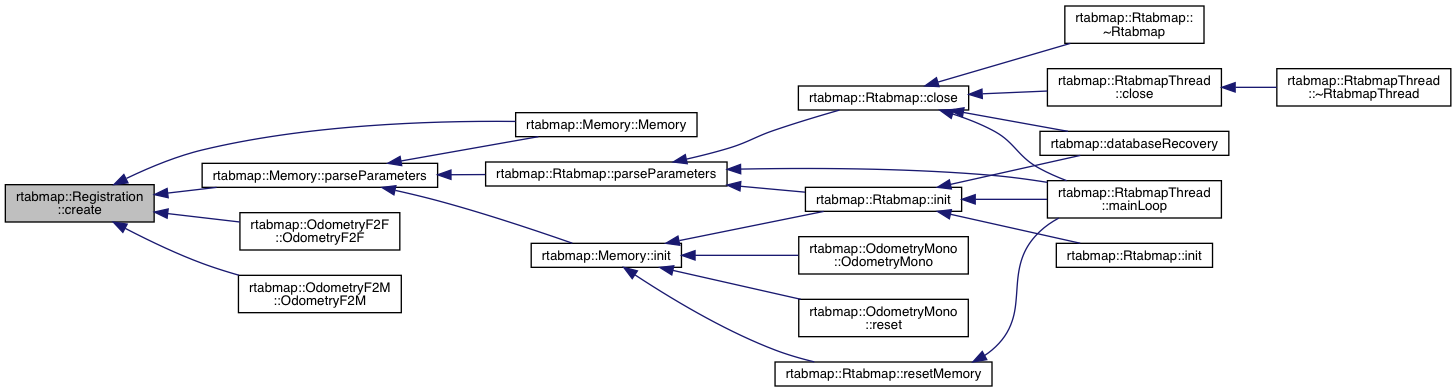 rtabmap::Registration
::create
rtabmap::Memory::Memory
rtabmap::Memory::parseParameters
rtabmap::OdometryF2F
::OdometryF2F
rtabmap::OdometryF2M
::OdometryF2M
rtabmap::Rtabmap::parseParameters
rtabmap::Memory::init
rtabmap::Rtabmap::close
rtabmap::Rtabmap::init
rtabmap::OdometryMono
::OdometryMono
rtabmap::OdometryMono
::reset
rtabmap::Rtabmap::resetMemory
rtabmap::Rtabmap::
~Rtabmap
rtabmap::RtabmapThread
::close
rtabmap::databaseRecovery
rtabmap::RtabmapThread
::mainLoop
rtabmap::Rtabmap::init
rtabmap::RtabmapThread
::~RtabmapThread